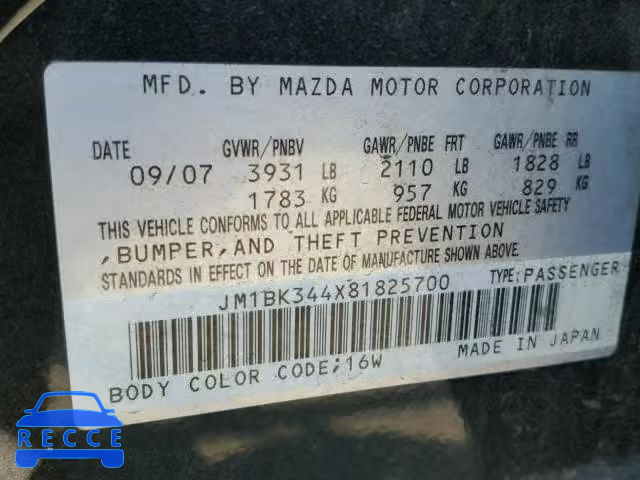 MFD. BY MAZDA MOTOR CORPORATION
DATE GVWR/PNBV GAWR/PNBE FRT GAWR/PNBE RR
09/07 3931 LB 2110 LB 1828 LB
1783 KG 957 KG 829 KG
THIS VEHICLE CONFORMS TO ALL APPLICABLE FEDERAL MOTOR VEHICLE SAFETY
,BUMPER,AND THEFT PREVENTION
STANDARDS IN EFFECT ON THE DATE OF MANUFACTURE SHOWN ABOVE.
JM1BK344X81825700 TYPE:PASSENGER
MADE IN JAPAN
BODY COLOR CODE:16W
RECCE